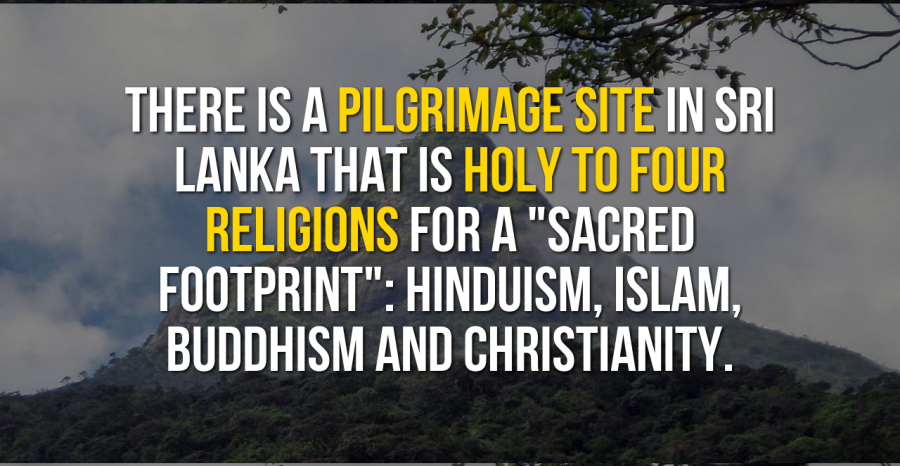 THERE IS A PILGRIMAGE SITE IN SRI
LANKA THAT IS HOLY TO FOUR
RELIGIONS FOR A "SACRED
FOOTPRINT": HINDUISM, ISLAM,
BUDDHISM AND CHRISTIANITY.